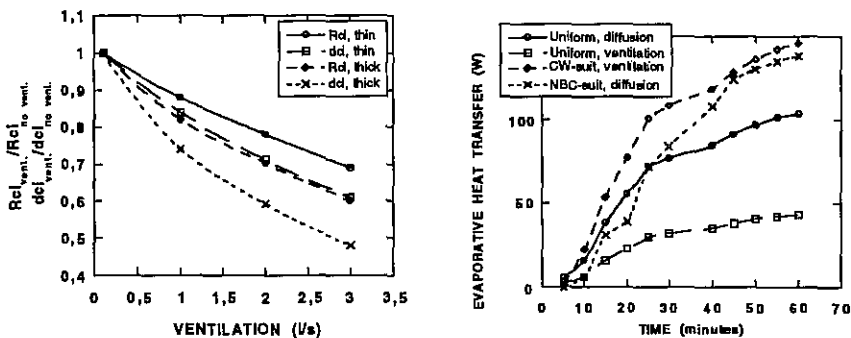 1,1
1
0,9
0,8
0,7
0,6
0,5
0,4
Rcl vent. /Rcl no vent.
dcl vent. /dcl no vent.
Rcl, thin
dcl, thin
Rcl, thick
dcl, thick
0
0,5
1
1,5
2
2,5
3
3,5
VENTILATION (l/s)
EVAPORATIVE HEAT TRANSFER (W)
Uniform, diffusion
Uniform, ventilation
CW-suit, ventilation
NBC-suit, diffusion
100
50
0
0
10
20
30
40
50
60
70
TIME (minutes)